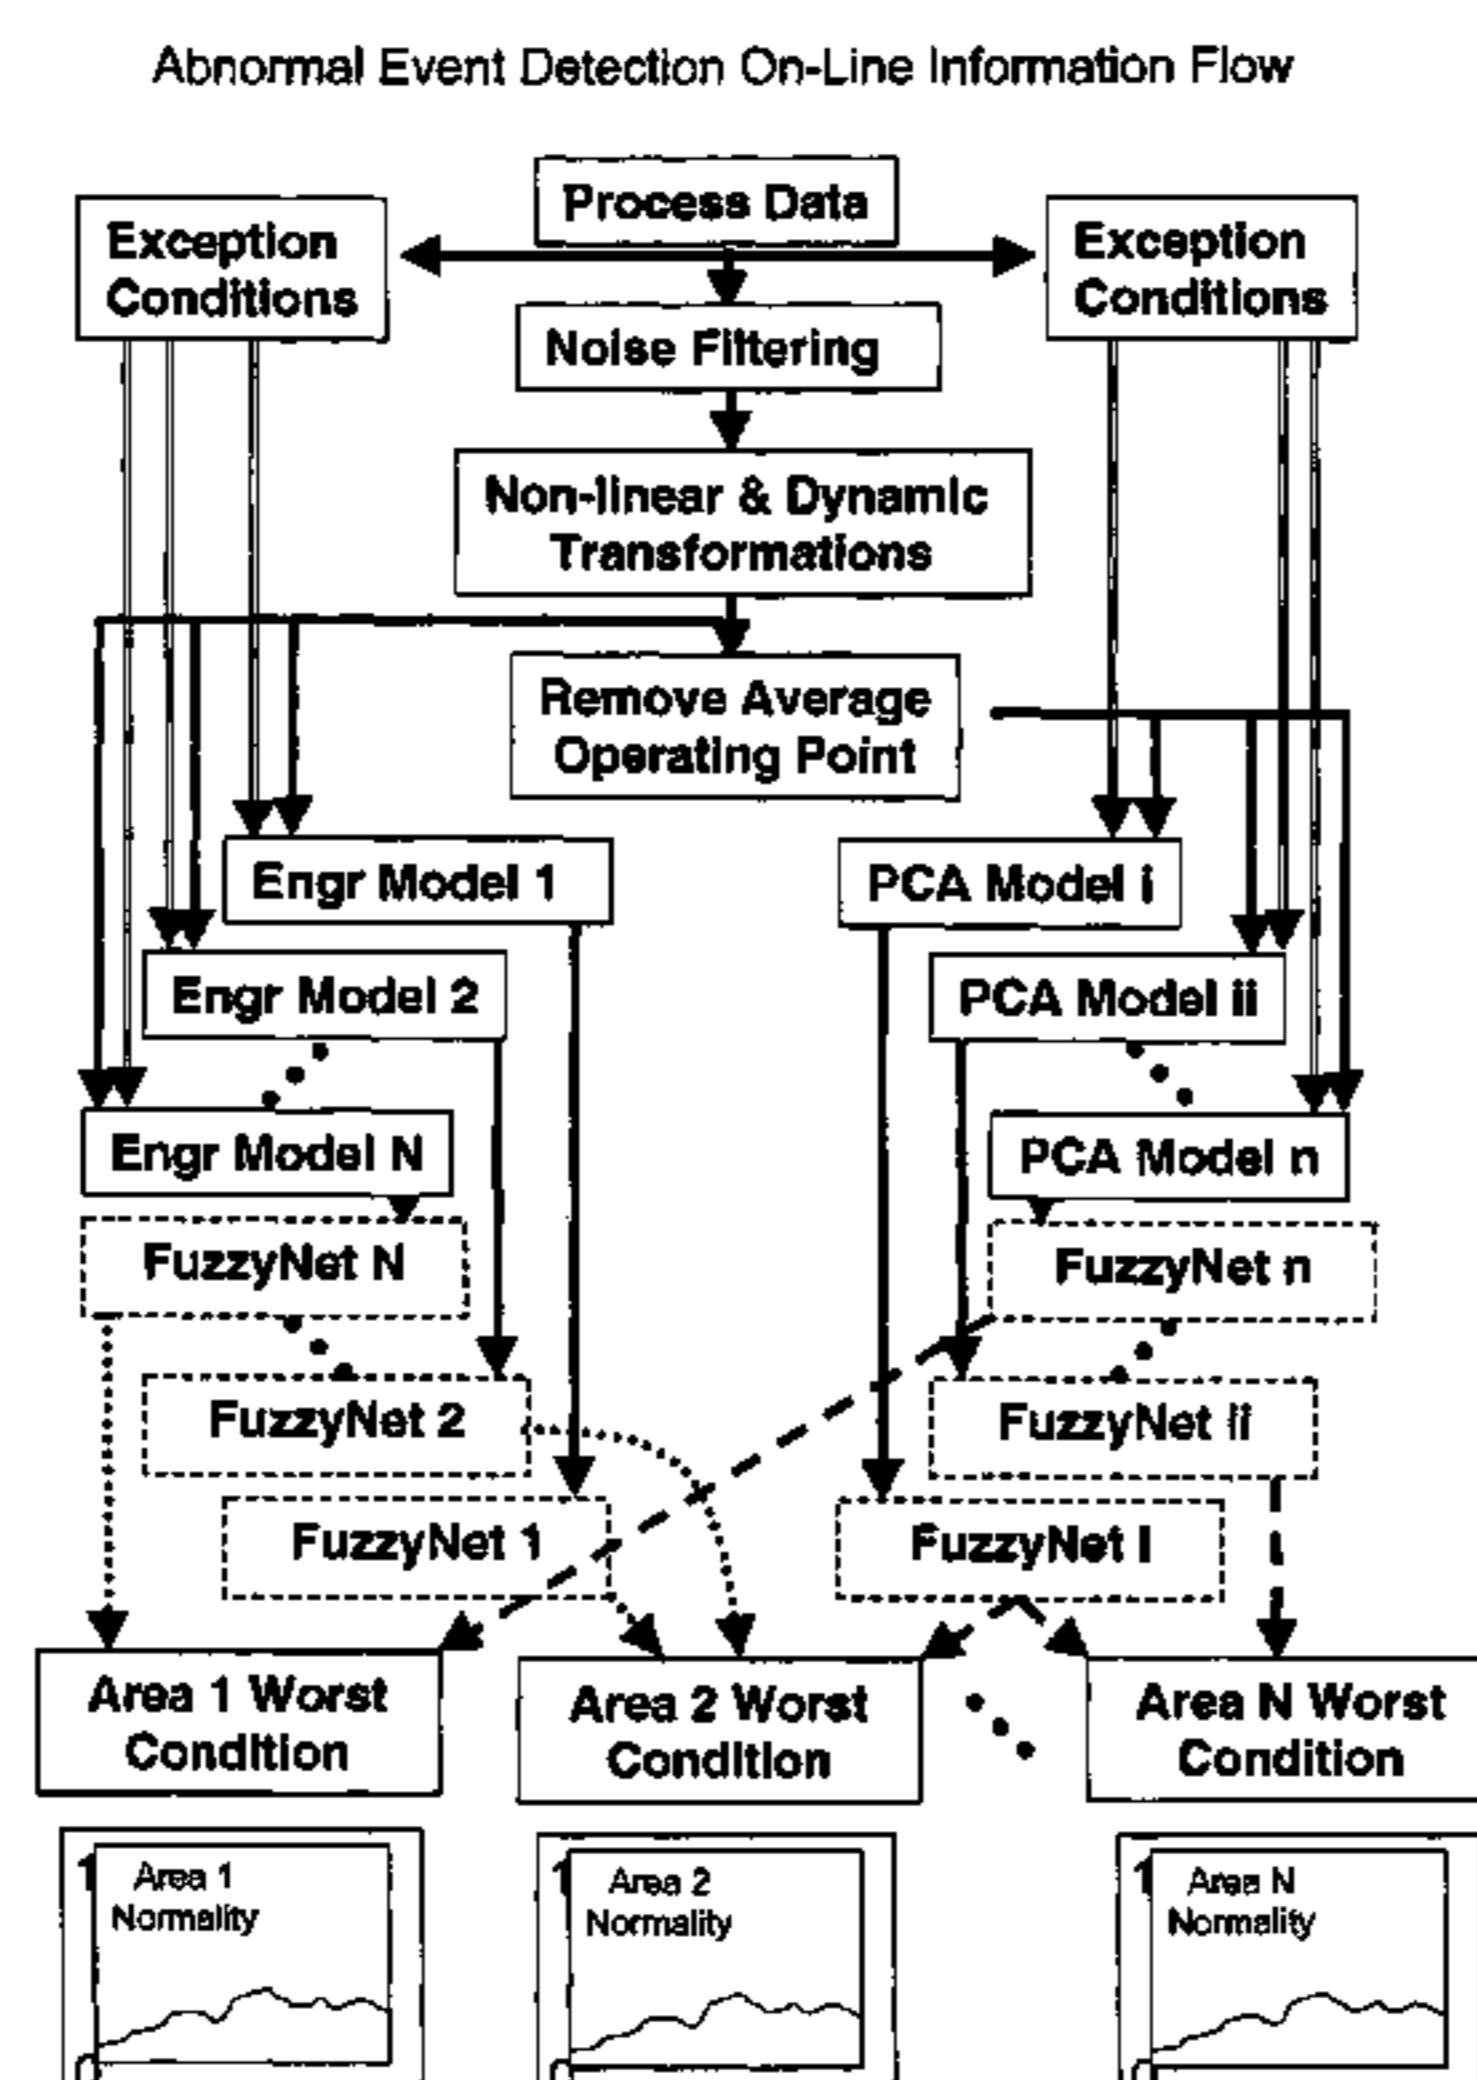 Abnormal Event Detection On-Line Information Flow
Process Data
Exception
Conditions
Exception
Conditions
Noise Filtering
Non-linear & Dynamic
Transformations
Remove Average
Operating Point
Engr Model 1
PCA Model i
Engr Model 2
PCA Model ii
Engr Model N
PCA Model n
FuzzyNet N
FuzzyNet n
FuzzyNet 2
FuzzyNet ii
FuzzyNet 1
FuzzyNet I
Area 1 Worst
Condition
Area 2 Worst
Condition
Area N Worst
Condition
1
Area 1
Normality
0
1
Area 2
Normality
0
1
Area N
Normality
0